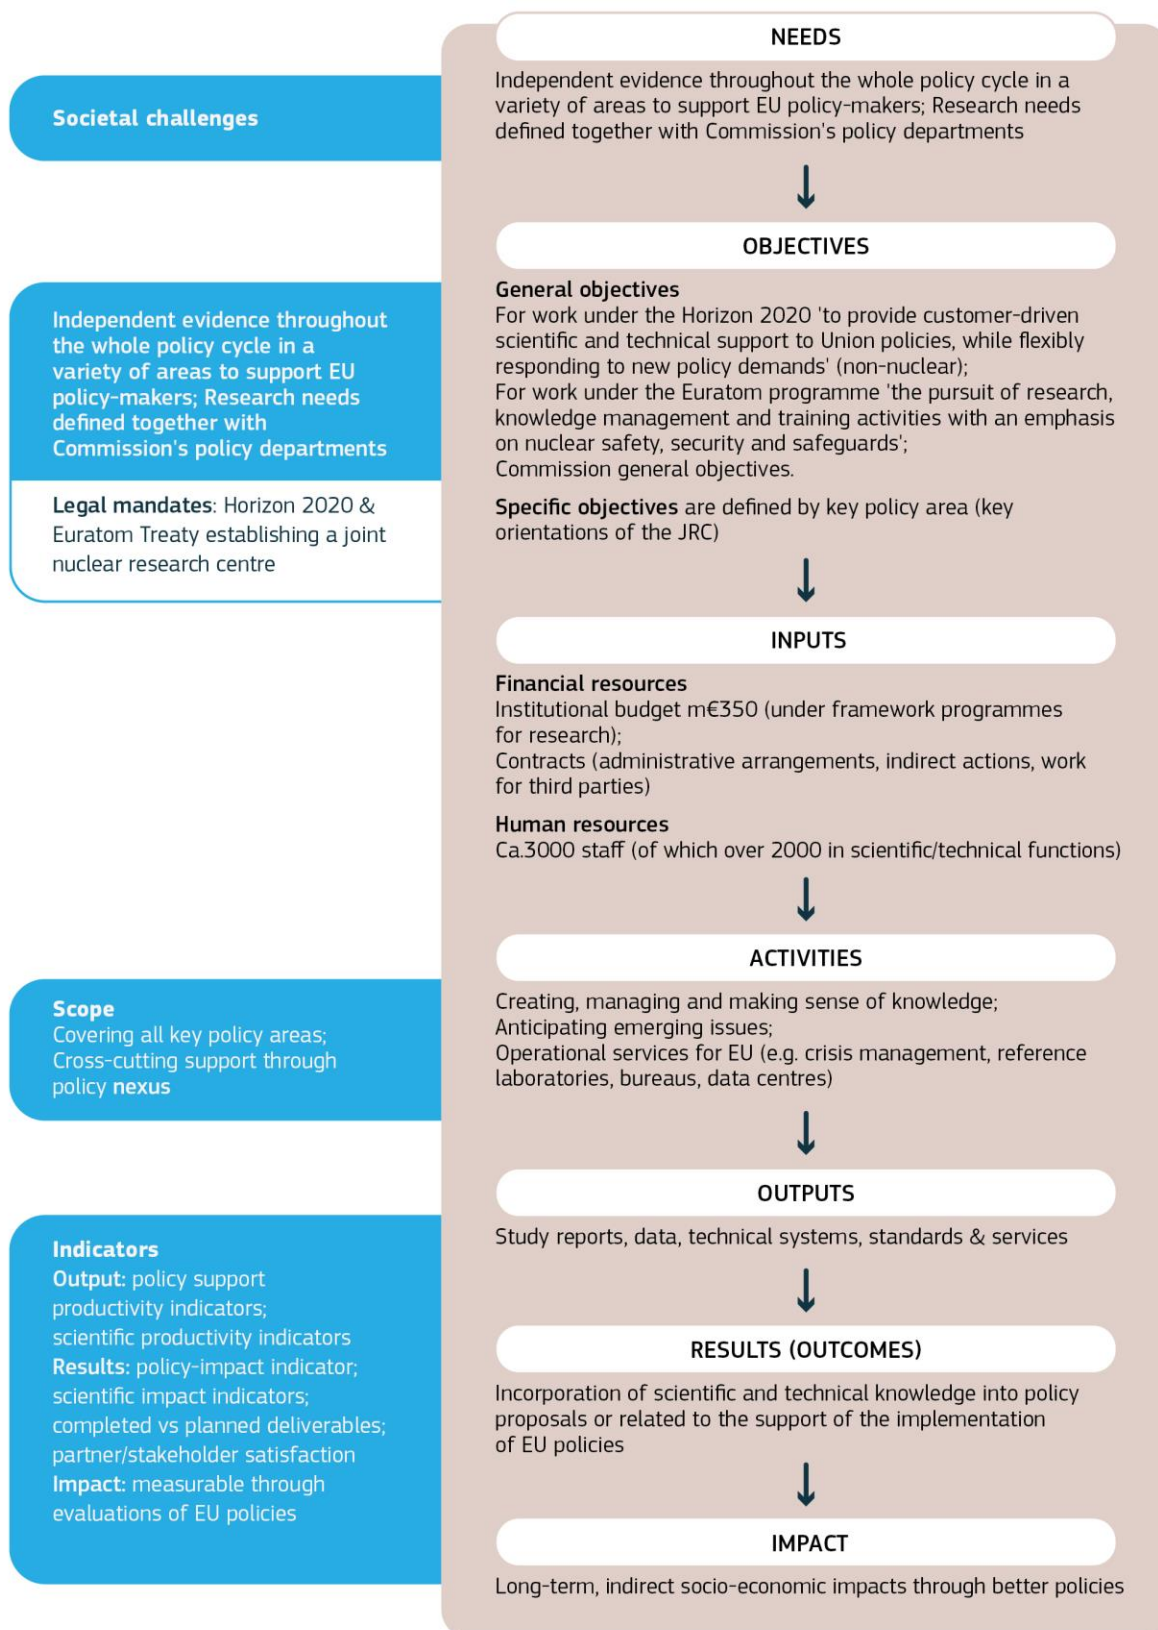 NEEDS
Independent evidence throughout the whole policy cycle in a
variety of areas to support EU policy-makers; Research needs
defined together with Commission's policy departments
Societal challenges
↓
OBJECTIVES
General objectives
For work under the Horizon 2020 'to provide customer-driven
scientific and technical support to Union policies, while flexibly
responding to new policy demands' (non-nuclear);
For work under the Euratom programme 'the pursuit of research,
knowledge management and training activities with an emphasis
on nuclear safety, security and safeguards';
Commission general objectives.
Specific objectives are defined by key policy area (key
orientations of the JRC)
Independent evidence throughout
the whole policy cycle in a
variety of areas to support EU
policy-makers; Research needs
defined together with
Commission's policy departments
Legal mandates: Horizon 2020 &
Euratom Treaty establishing a joint
nuclear research centre
↓
INPUTS
Financial resources
Institutional budget m€350 (under framework programmes
for research);
Contracts (administrative arrangements, indirect actions, work
for third parties)
Human resources
Ca.3000 staff (of which over 2000 in scientific/technical functions)
↓
ACTIVITIES
Creating, managing and making sense of knowledge;
Anticipating emerging issues;
Operational services for EU (e.g. crisis management, reference
laboratories, bureaus, data centres)
Scope
Covering all key policy areas;
Cross-cutting support through
policy nexus
↓
OUTPUTS
Study reports, data, technical systems, standards & services
↓
RESULTS (OUTCOMES)
Incorporation of scientific and technical knowledge into policy
proposals or related to the support of the implementation
of EU policies
↓
IMPACT
Long-term, indirect socio-economic impacts through better policies
Indicators
Output: policy support
productivity indicators;
scientific productivity indicators
Results: policy-impact indicator;
scientific impact indicators;
completed vs planned deliverables;
partner/stakeholder satisfaction
Impact: measurable through
evaluations of EU policies